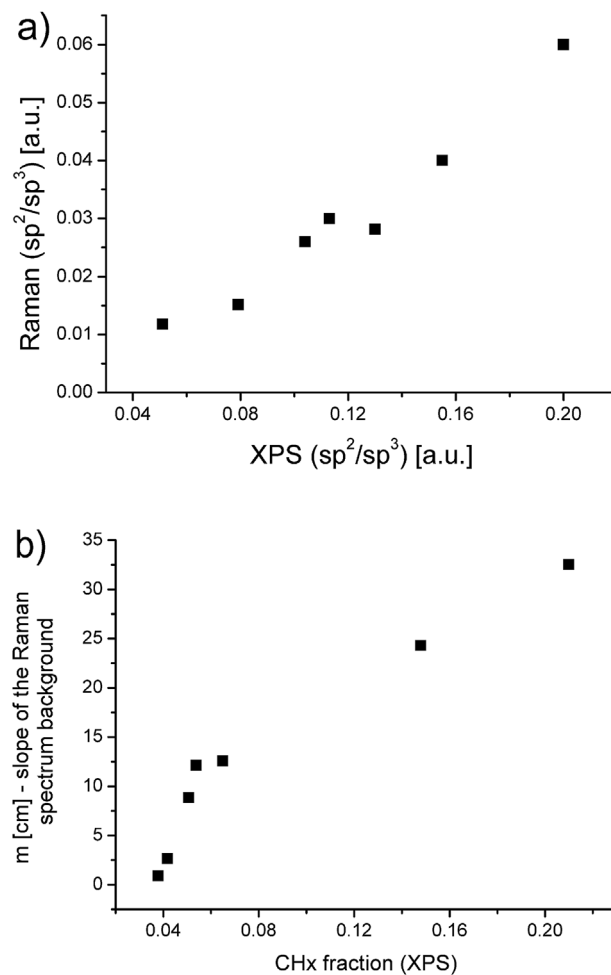 a)
0.06
0.05
0.04
0.03
0.02
0.01
0.00
Raman (sp²/sp³) [a.u.]
0.04 0.08 0.12 0.16 0.20
XPS (sp²/sp³) [a.u.]
b)
35
30
25
20
15
10
5
0
m [cm] - slope of the Raman
spectrum background
0.04 0.08 0.12 0.16 0.20
CHx fraction (XPS)